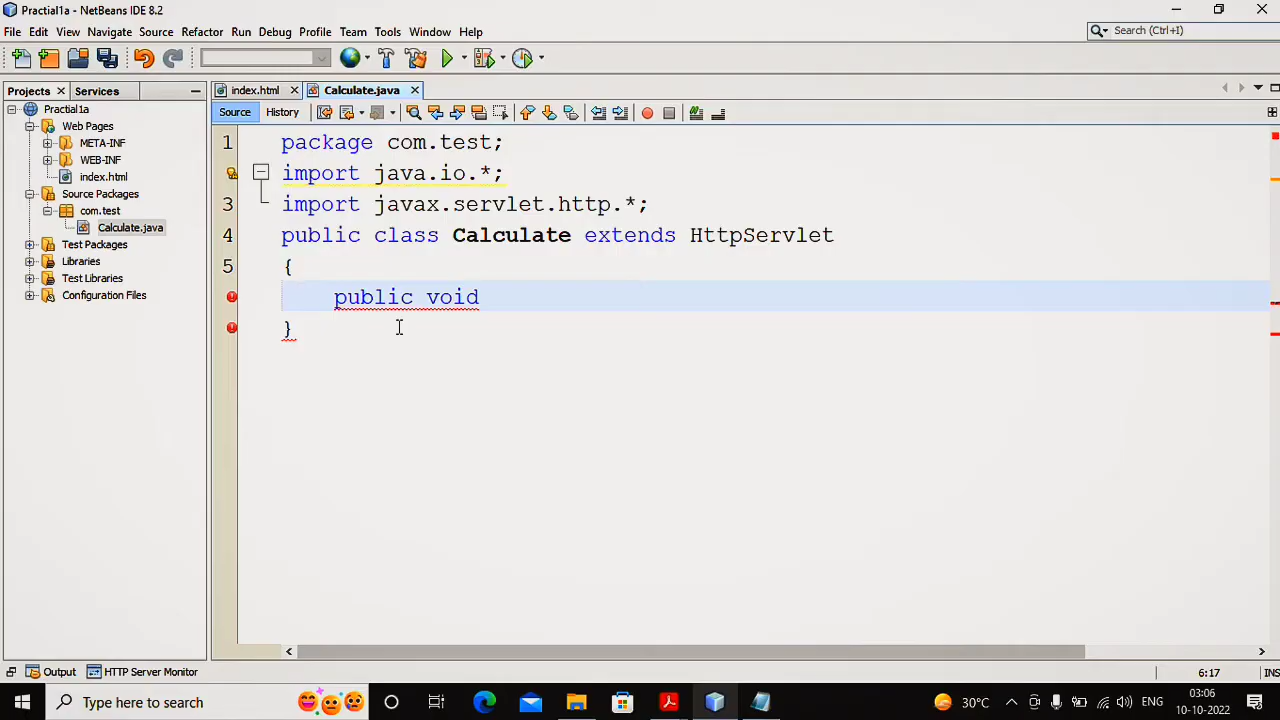 Practial1a - NetBeans IDE 8.2
File Edit View Navigate Source Refactor Run Debug Profile Team Tools Window Help
Search (Ctrl+I)
Projects Services
index.html Calculate.java
Practial1a
Web Pages
META-INF
WEB-INF
index.html
Source Packages
com.test
Calculate.java
Test Packages
Libraries
Test Libraries
Configuration Files
Source History
1 package com.test;
import java.io.*;
3 import javax.servlet.http.*;
4 public class Calculate extends HttpServlet
5 {
public void
}
Output HTTP Server Monitor
6:17 INS
Type here to search
30°C ENG
03:06
10-10-2022